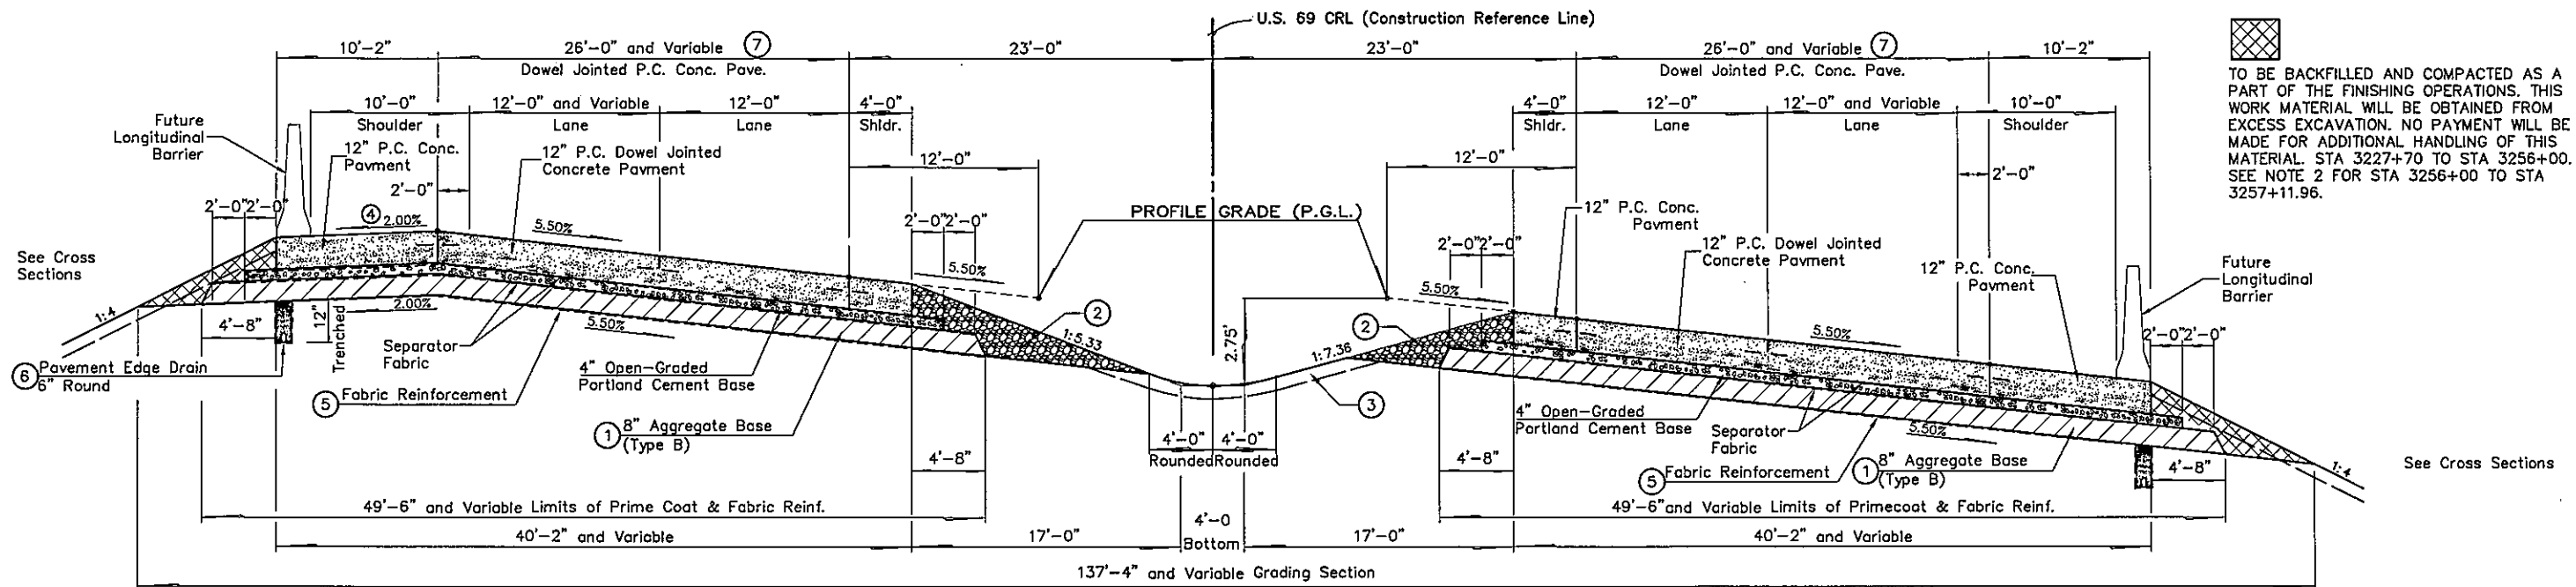 U.S. 69 CRL (Construction Reference Line)
10'-2"
26'-0" and Variable 7
23'-0"
23'-0"
26'-0" and Variable 7
10'-2"
Dowel Jointed P.C. Conc. Pave.
Dowel Jointed P.C. Conc. Pave.
TO BE BACKFILLED AND COMPACTED AS A
PART OF THE FINISHING OPERATIONS. THIS
WORK MATERIAL WILL BE OBTAINED FROM
EXCESS EXCAVATION. NO PAYMENT WILL BE
MADE FOR ADDITIONAL HANDLING OF THIS
MATERIAL. STA 3227+70 TO STA 3256+00.
SEE NOTE 2 FOR STA 3256+00 TO STA
3257+11.96.
10'-0"
12'-0" and Variable
12'-0"
4'-0"
4'-0"
12'-0"
12'-0" and Variable
10'-0"
Shoulder
Lane
Lane
Shldr.
Shldr.
Lane
Lane
Shoulder
Future
Longitudinal
Barrier
12" P.C. Conc.
Pavment
12" P.C. Dowel Jointed
Concrete Pavment
12'-0"
12'-0"
2'-0"
2'-0"
2'-0"
2'-0"
4
2.00%
5.50%
2'-0"
2'-0"
PROFILE GRADE (P.G.L.)
12" P.C. Conc.
Pavment
12" P.C. Dowel Jointed
Concrete Pavment
2'-0"
2'-0"
12" P.C. Conc.
Pavment
Future
Longitudinal
Barrier
See Cross
Sections
5.50%
5.50%
5.50%
1:4
4'-8"
12"
Trenched
2.00%
5.50%
2
1:5.33
2.75'
2
1:7.36
2'-0"
2'-0"
6 Pavement Edge Drain
6" Round
Separator
Fabric
4" Open-Graded
Portland Cement Base
5 Fabric Reinforcement
1 8" Aggregate Base
(Type B)
3
4'-0"
4'-0"
Rounded
Rounded
4" Open-Graded
Portland Cement Base
Separator
Fabric
5.50%
5 Fabric Reinforcement
1 8" Aggregate Base
(Type B)
4'-8"
4'-8"
4'-8"
1:4
See Cross Sections
49'-6" and Variable Limits of Prime Coat & Fabric Reinf.
49'-6" and Variable Limits of Primecoat & Fabric Reinf.
40'-2" and Variable
17'-0"
4'-0
Bottom
17'-0"
40'-2" and Variable
137'-4" and Variable Grading Section